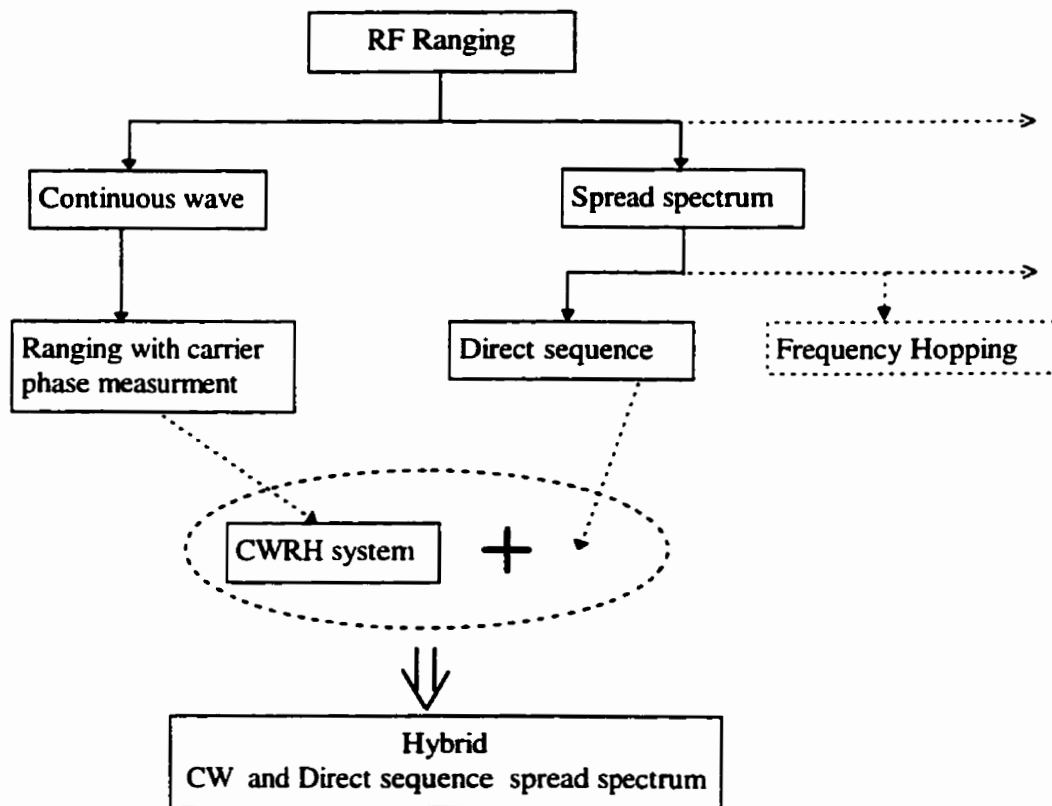 RF Ranging
Continuous wave
Spread spectrum
Ranging with carrier
phase measurment
Direct sequence
Frequency Hopping
CWRH system
+
Hybrid
CW and Direct sequence spread spectrum